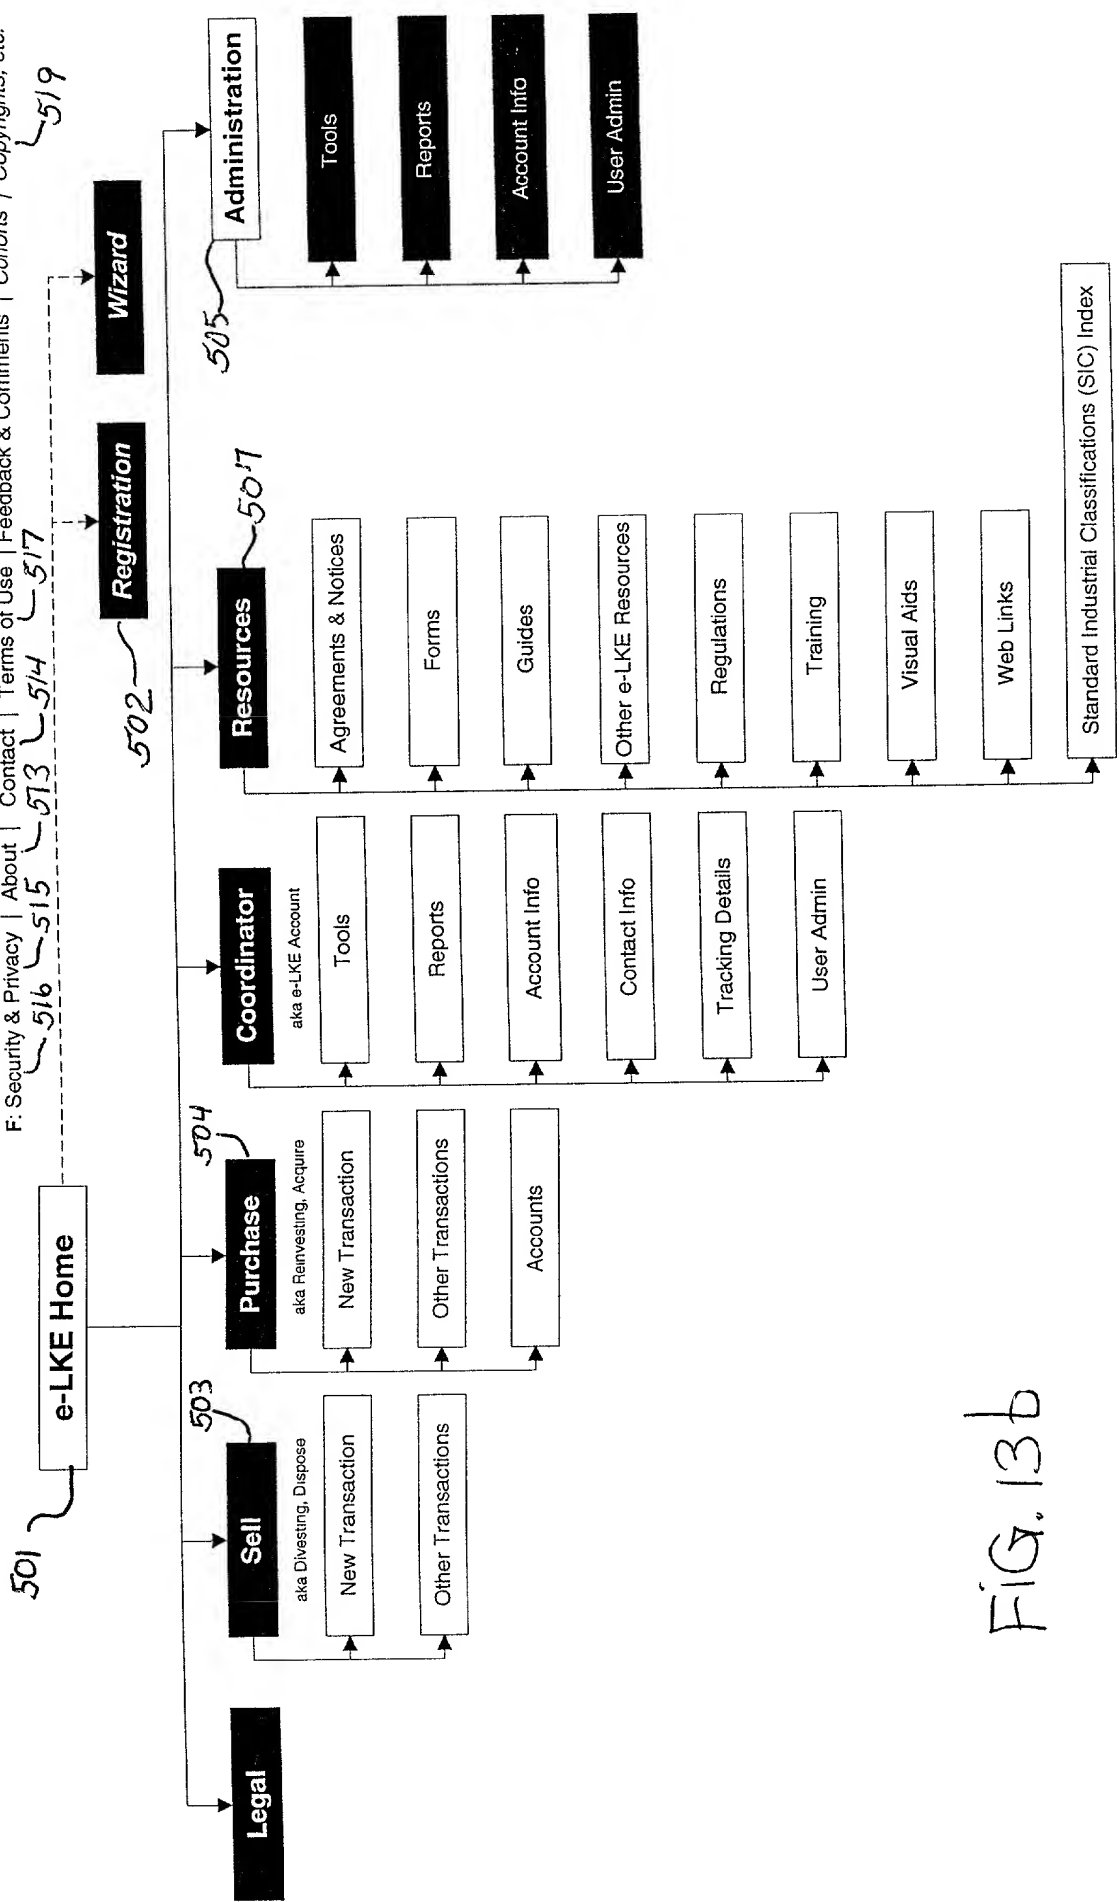 F: Security & Privacy | About | Contact | Terms of Use | Feedback & Comments | Cohorts | Copyrights, etc.
516 515 513 514 517 519
501
e-LKE Home
502
Registration
Wizard
Legal
503
Sell
aka Divesting, Dispose
New Transaction
Other Transactions
504
Purchase
aka Reinvesting, Acquire
New Transaction
Other Transactions
Accounts
Coordinator
aka e-LKE Account
Tools
Reports
Account Info
Contact Info
Tracking Details
User Admin
507
Resources
Agreements & Notices
Forms
Guides
Other e-LKE Resources
Regulations
Training
Visual Aids
Web Links
Standard Industrial Classifications (SIC) Index
505
Administration
Tools
Reports
Account Info
User Admin
FIG. 13b